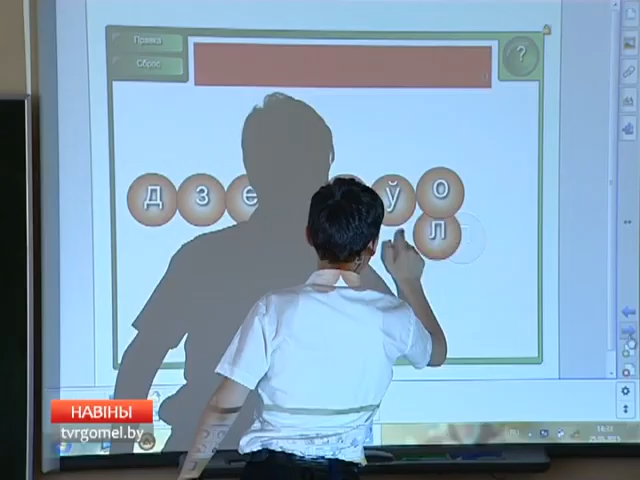 Правка
Сброс
?
д з е ў о
л
НАВІНЫ
tvrgomel.by